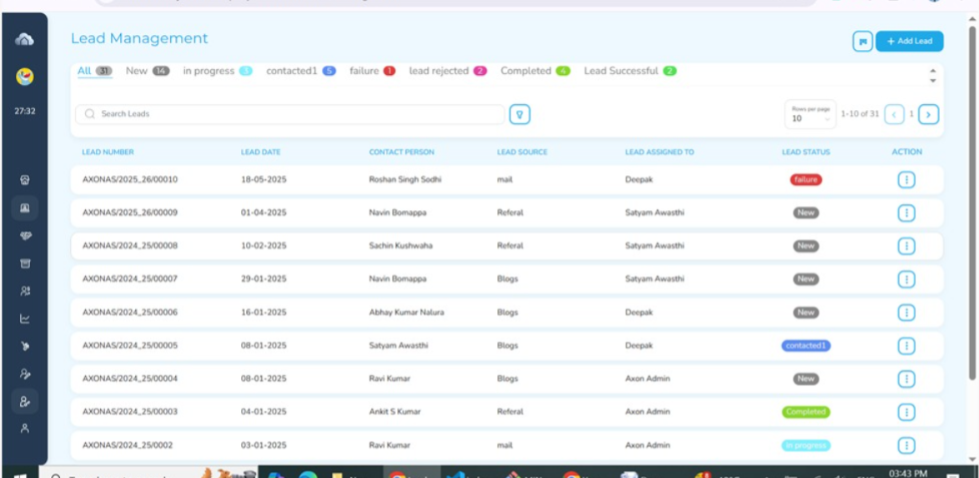 Lead Management
+ Add Lead
All 31 New 14 in progress 3 contacted1 5 failure 1 lead rejected 2 Completed 4 Lead Successful 2
27:32
Search Leads
Rows per page
10
1-10 of 31
1
LEAD NUMBER LEAD DATE CONTACT PERSON LEAD SOURCE LEAD ASSIGNED TO LEAD STATUS ACTION
AXONAS/2025_26/00010 18-05-2025 Roshan Singh Sodhi mail Deepak failure
AXONAS/2025_26/00009 01-04-2025 Navin Bomappa Referal Satyam Awasthi New
AXONAS/2024_25/00008 10-02-2025 Sachin Kushwaha Referal Satyam Awasthi New
AXONAS/2024_25/00007 29-01-2025 Navin Bomappa Blogs Satyam Awasthi New
AXONAS/2024_25/00006 16-01-2025 Abhay Kumar Nalura Blogs Deepak New
AXONAS/2024_25/00005 08-01-2025 Satyam Awasthi Blogs Deepak contacted1
AXONAS/2024_25/00004 08-01-2025 Ravi Kumar Blogs Axon Admin New
AXONAS/2024_25/00003 04-01-2025 Ankit S Kumar Referal Axon Admin Completed
AXONAS/2024_25/0002 03-01-2025 Ravi Kumar mail Axon Admin in progress
03:43 PM